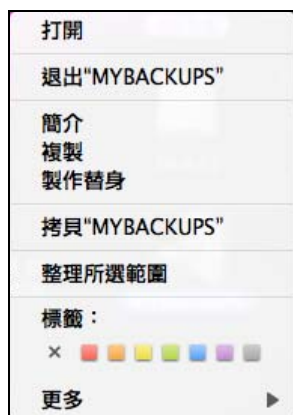 打開
退出“MYBACKUPS”
簡介
複製
製作替身
拷貝“MYBACKUPS”
整理所選範圍
標籤：
×
更多